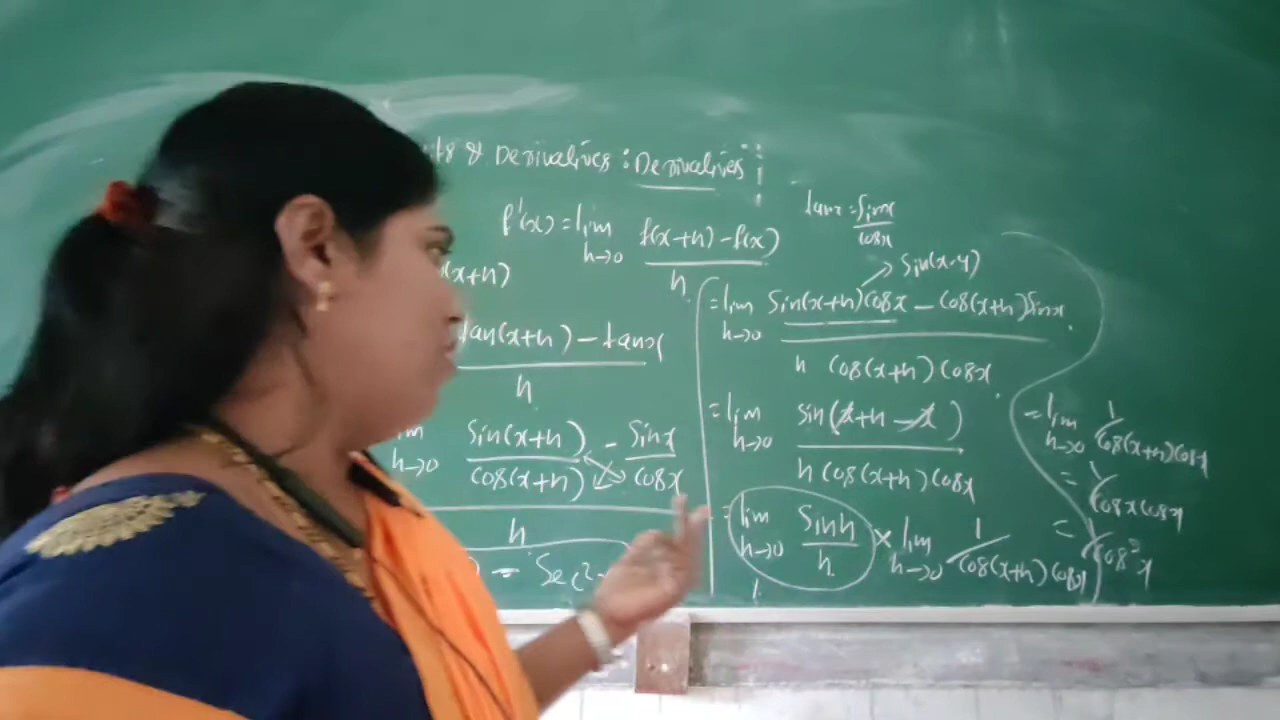 & Derivatives : Derivatives
f'(x) = lim h→0 f(x+h) - f(x) / h
(x+h)
tan(x+h) - tanx / h
lim h→0 sin(x+h) / cos(x+h) - sinx / cosx
h
= Sec²
tanx = sinx / cosx
sin(x-y)
= lim h→0 sin(x+h) cosx - cos(x+h) sinx / h cos(x+h) cosx
= lim h→0 sin(x+h-x) / h cos(x+h) cosx
= lim h→0 sinh / h × lim h→0 1 / cos(x+h) cosx
1
= lim h→0 1 / cos(x+h) cosx
= 1 / cosx cosx
= 1 / cos²x